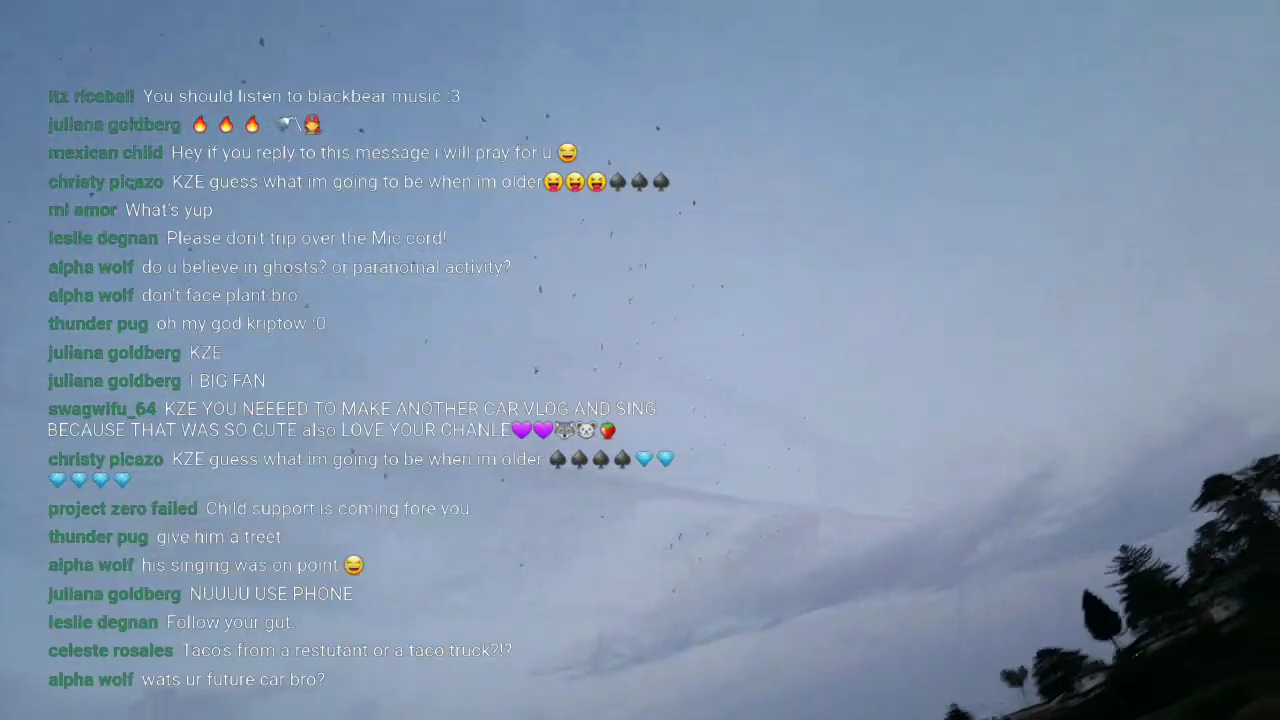 itz riceball You should listen to blackbear music :3
juliana goldberg 🔥 🔥 🔥
mexican child Hey if you reply to this message i will pray for u 😅
christy picazo KZE guess what im going to be when im older😝😝😝♠♠♠
mi amor What's yup
leslie degnan Please don't trip over the Mic cord!
alpha wolf do u believe in ghosts? or paranomal activity?
alpha wolf don't face plant bro
thunder pug oh my god kriptow :0
juliana goldberg KZE
juliana goldberg I BIG FAN
swagwifu_64 KZE YOU NEEEED TO MAKE ANOTHER CAR VLOG AND SING
BECAUSE THAT WAS SO CUTE also LOVE YOUR CHANLE💜💜🐺🐭🍓
christy picazo KZE guess what im going to be when im older ♠♠♠♠💎💎
💎💎💎💎
project zero failed Child support is coming fore you
thunder pug give him a treet
alpha wolf his singing was on point 😅
juliana goldberg NUUUU USE PHONE
leslie degnan Follow your gut.
celeste rosales Taco's from a restutant or a taco truck?!?
alpha wolf wats ur future car bro?